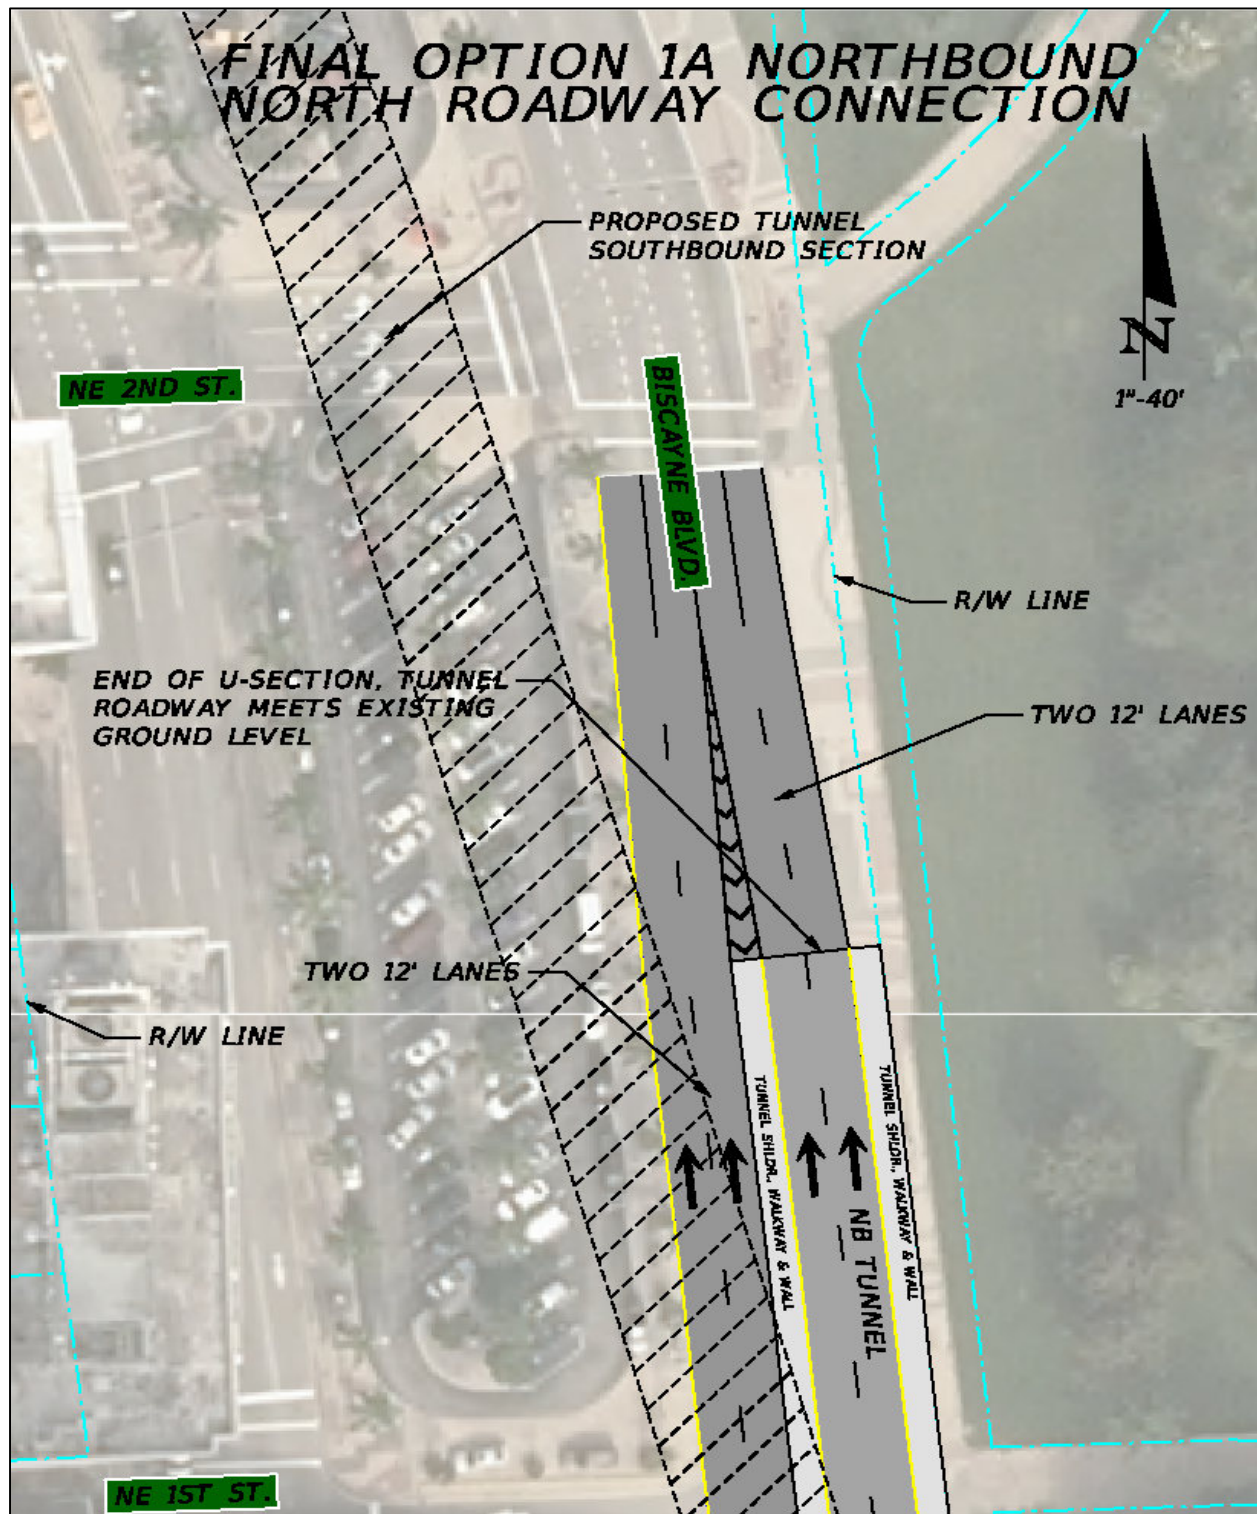 FINAL OPTION 1A NORTHBOUND
NORTH ROADWAY CONNECTION
PROPOSED TUNNEL
SOUTHBOUND SECTION
N
1"-40'
NE 2ND ST.
BISCAYNE BLVD.
R/W LINE
END OF U-SECTION, TUNNEL
ROADWAY MEETS EXISTING
GROUND LEVEL
TWO 12' LANES
TWO 12' LANES
R/W LINE
TUNNEL SHLDR., WALKWAY & WALL
TUNNEL SHLDR., WALKWAY & WALL
NB TUNNEL
NE 1ST ST.